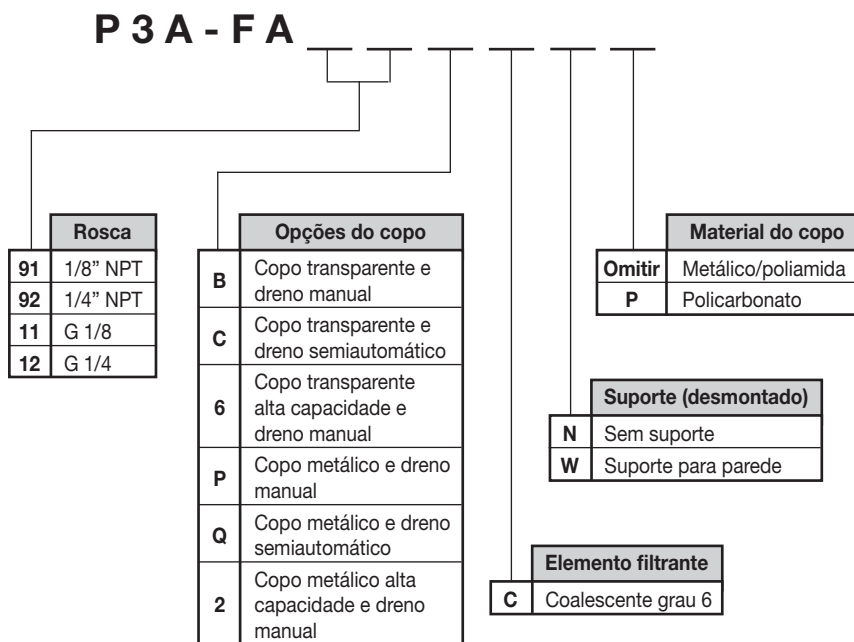 P3A-FA
Rosca
91 1/8” NPT
92 1/4” NPT
11 G 1/8
12 G 1/4
Opções do copo
B Copo transparente e
dreno manual
C Copo transparente e
dreno semiautomático
6 Copo transparente
alta capacidade e
dreno manual
P Copo metálico e dreno
manual
Q Copo metálico e dreno
semiautomático
2 Copo metálico alta
capacidade e dreno
manual
Elemento filtrante
C Coalescente grau 6
Suporte (desmontado)
N Sem suporte
W Suporte para parede
Material do copo
Omitir Metálico/poliamida
P Policarbonato